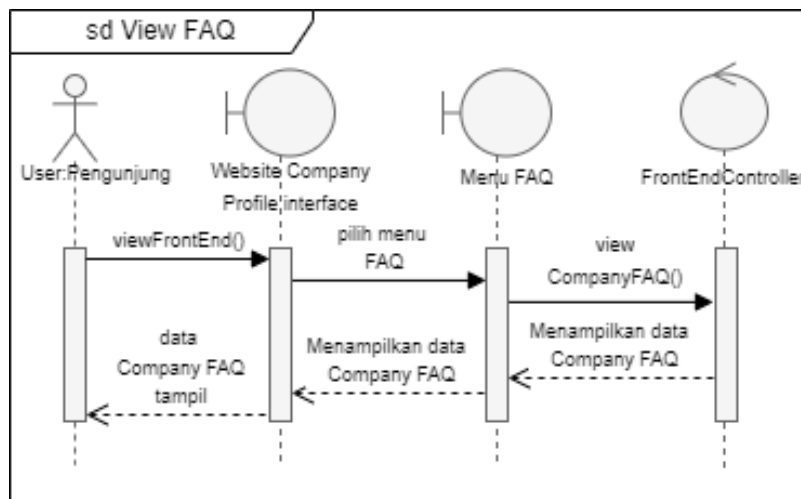 sd View FAQ
User:Pengunjung
Website Company
Profile interface
Menu FAQ
FrontEndController
viewFrontEnd()
pilih menu
FAQ
view
CompanyFAQ()
Menampilkan data
Company FAQ
Menampilkan data
Company FAQ
data
Company FAQ
tampil